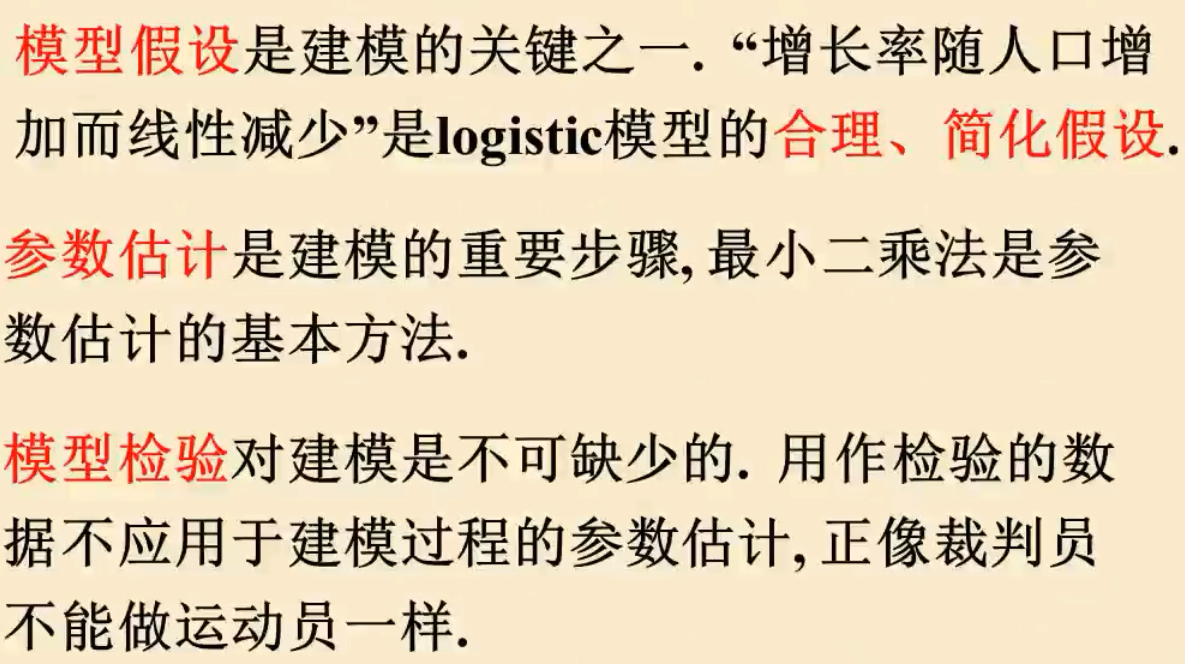 模型假设是建模的关键之一. “增长率随人口增
加而线性减少”是logistic模型的合理、简化假设.
参数估计是建模的重要步骤, 最小二乘法是参
数估计的基本方法.
模型检验对建模是不可缺少的. 用作检验的数
据不应用于建模过程的参数估计, 正像裁判员
不能做运动员一样.